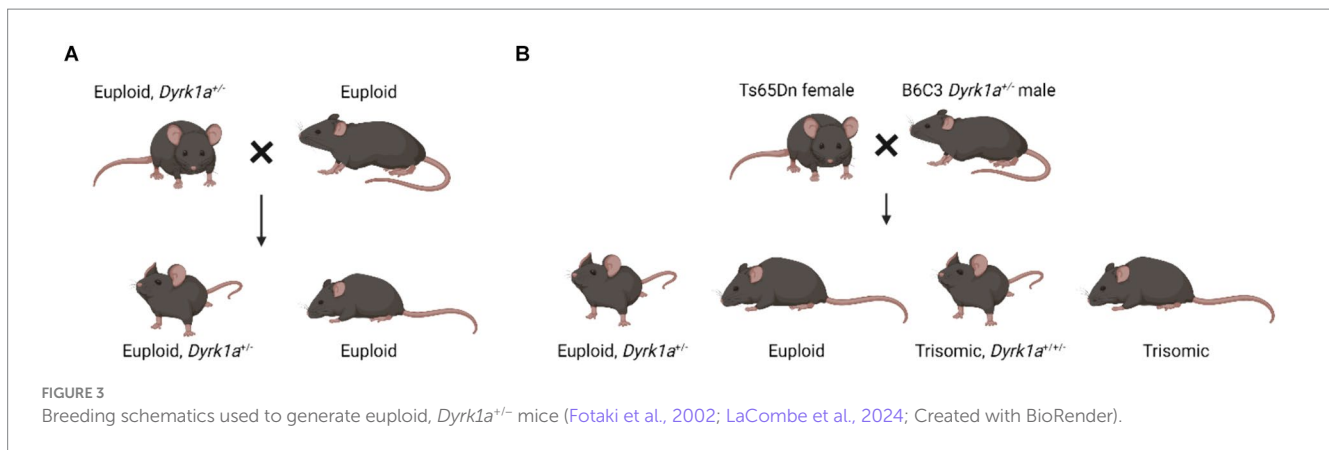 A
B
Euploid, Dyrk1a+/-
Euploid
Ts65Dn female
B6C3 Dyrk1a+/- male
Euploid, Dyrk1a+/-
Euploid
Euploid, Dyrk1a+/-
Euploid
Trisomic, Dyrk1a+/+/-
Trisomic
FIGURE 3
Breeding schematics used to generate euploid, Dyrk1a+/− mice (Fotaki et al., 2002; LaCombe et al., 2024; Created with BioRender).